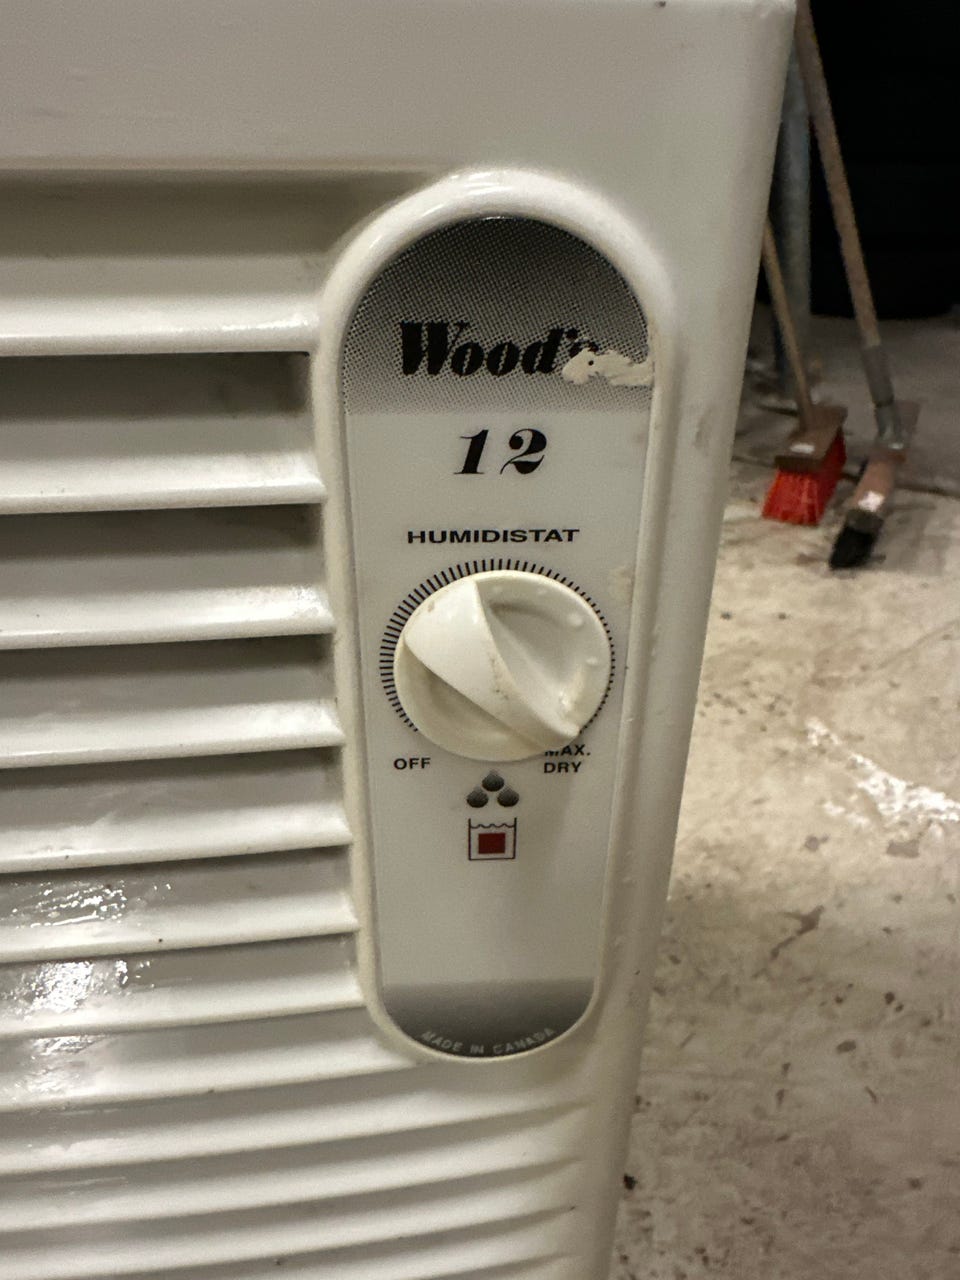 Wood's
12
HUMIDISTAT
OFF
MAX.
DRY
MADE IN CANADA